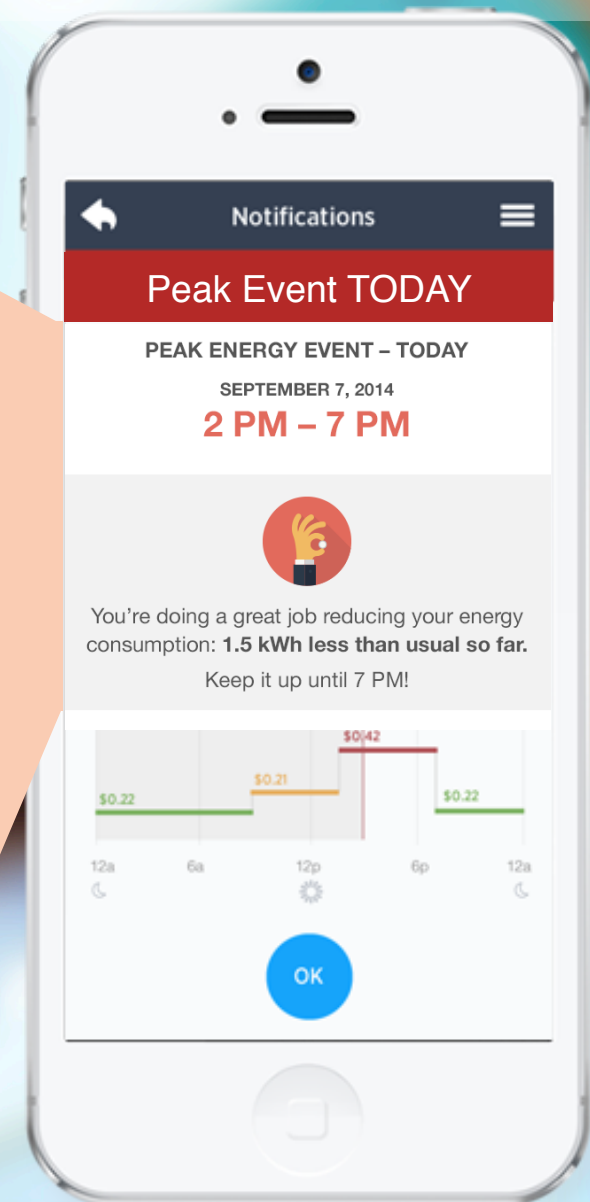 Notifications
Peak Event TODAY
PEAK ENERGY EVENT – TODAY
SEPTEMBER 7, 2014
2 PM – 7 PM
You’re doing a great job reducing your energy
consumption: 1.5 kWh less than usual so far.
Keep it up until 7 PM!
$0.42
$0.21
$0.22
$0.22
12a 6a 12p 6p 12a
OK